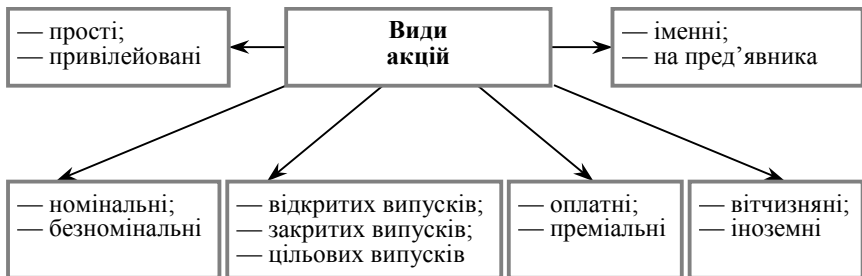 — прості;
— привілейовані
Види
акцій
— іменні;
— на пред’явника
— номінальні;
— безномінальні
— відкритих випусків;
— закритих випусків;
— цільових випусків
— оплатні;
— преміальні
— вітчизняні;
— іноземні